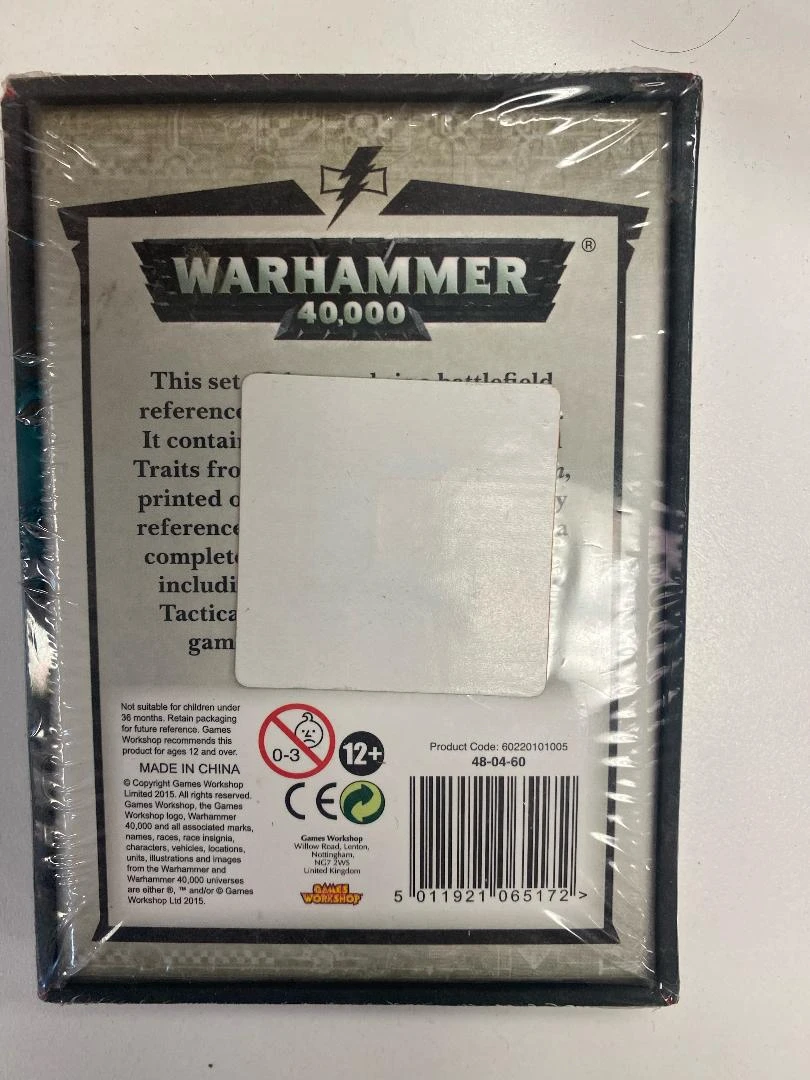 WARHAMMER ®
40,000
This set
battlefield
reference
It contai
Traits fro
printed o
reference
complete
includi
Tactica
gam
Not suitable for children under
36 months. Retain packaging
for future reference. Games
Workshop recommends this
product for ages 12 and over.
MADE IN CHINA
© Copyright Games Workshop
Limited 2015. All rights reserved.
Games Workshop, the Games
Workshop logo, Warhammer
40,000 and all associated marks,
names, races, race insignia,
characters, vehicles, locations,
units, illustrations and images
from the Warhammer and
Warhammer 40,000 universes
are either ®, ™ and/or © Games
Workshop Ltd 2015.
0-3
12+
CE
Games Workshop
Willow Road, Lenton,
Nottingham,
NG7 2WS
United Kingdom
GAMES
WORKSHOP
Product Code: 60220101005
48-04-60
5 011921 065172 >